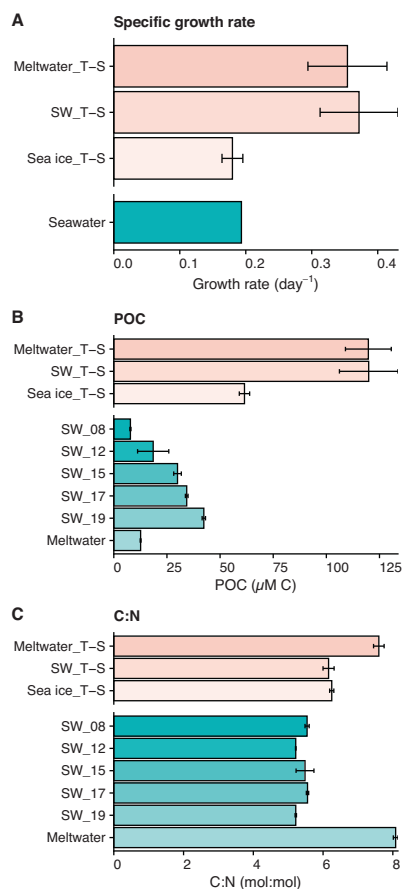 A Specific growth rate
Meltwater_T−S
SW_T−S
Sea ice_T−S
Seawater
0.0 0.1 0.2 0.3 0.4
Growth rate (day⁻¹)
B POC
Meltwater_T−S
SW_T−S
Sea ice_T−S
SW_08
SW_12
SW_15
SW_17
SW_19
Meltwater
0 25 50 75 100 125
POC (µM C)
C C:N
Meltwater_T−S
SW_T−S
Sea ice_T−S
SW_08
SW_12
SW_15
SW_17
SW_19
Meltwater
0 2 4 6 8
C:N (mol:mol)